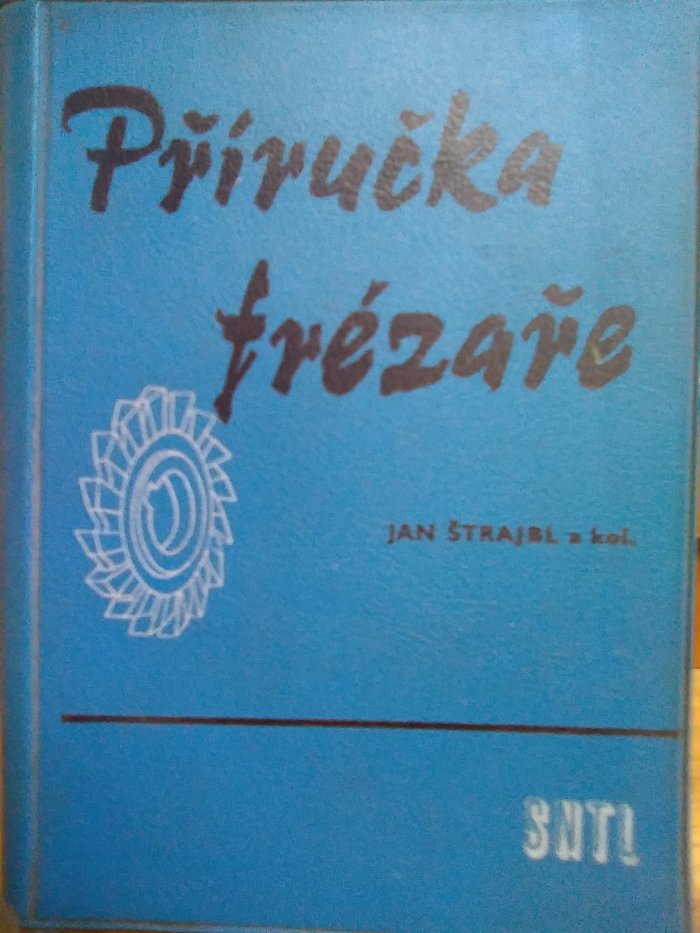 Příručka
frézaře
JAN ŠTRAJBL a kol.
SNTL